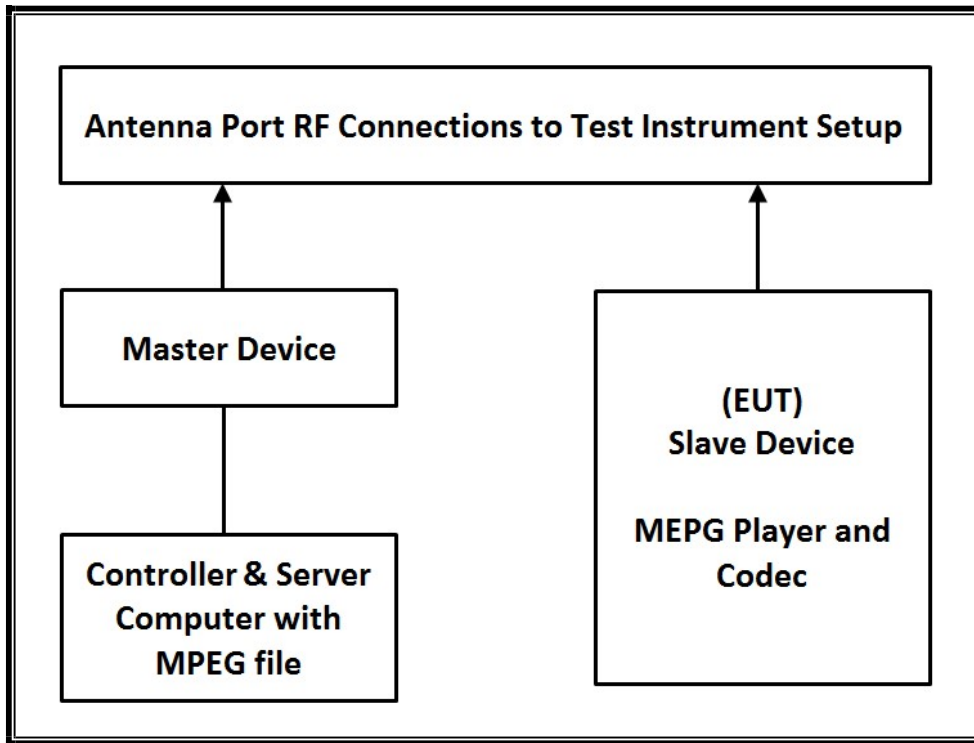 Antenna Port RF Connections to Test Instrument Setup
Master Device
Controller & Server
Computer with
MPEG file
(EUT)
Slave Device
MEPG Player and
Codec